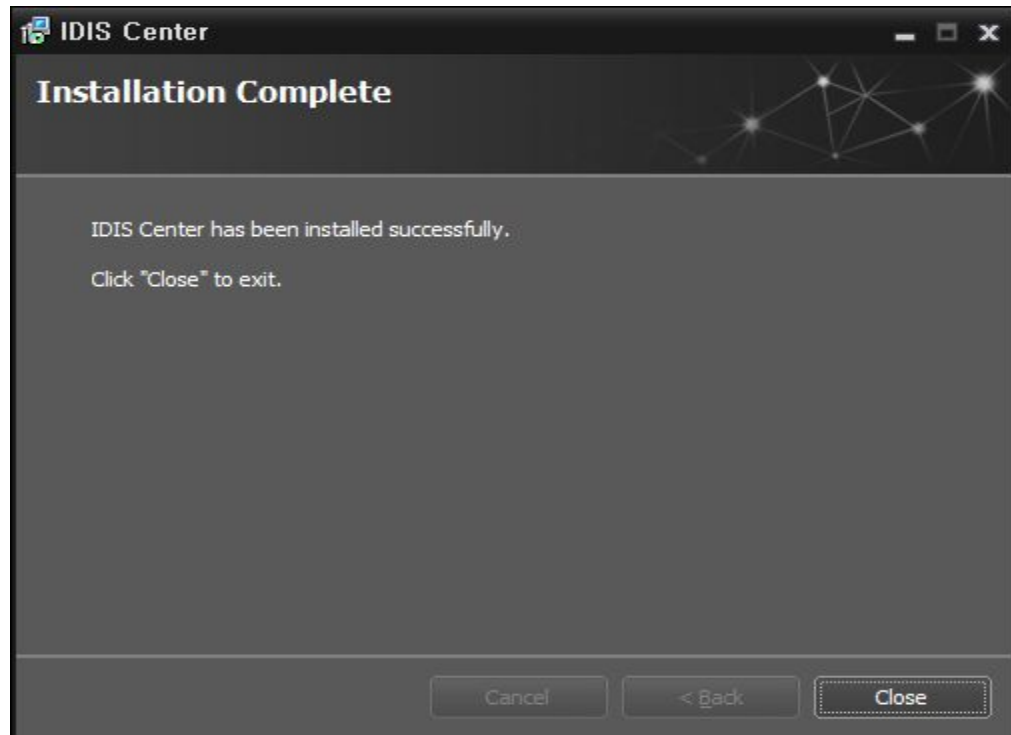 IDIS Center
Installation Complete
IDIS Center has been installed successfully.
Click "Close" to exit.
Cancel
< Back
Close